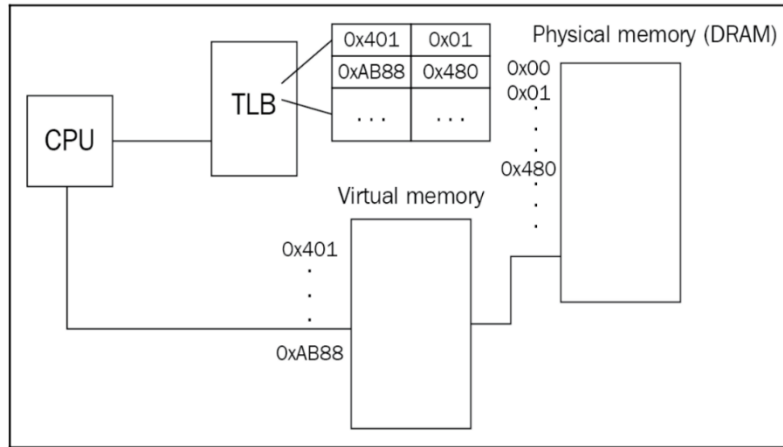 0x401 0x01
0xAB88 0x480
. . . . . .
TLB
CPU
Physical memory (DRAM)
0x00
0x01
0x480
Virtual memory
0x401
0xAB88